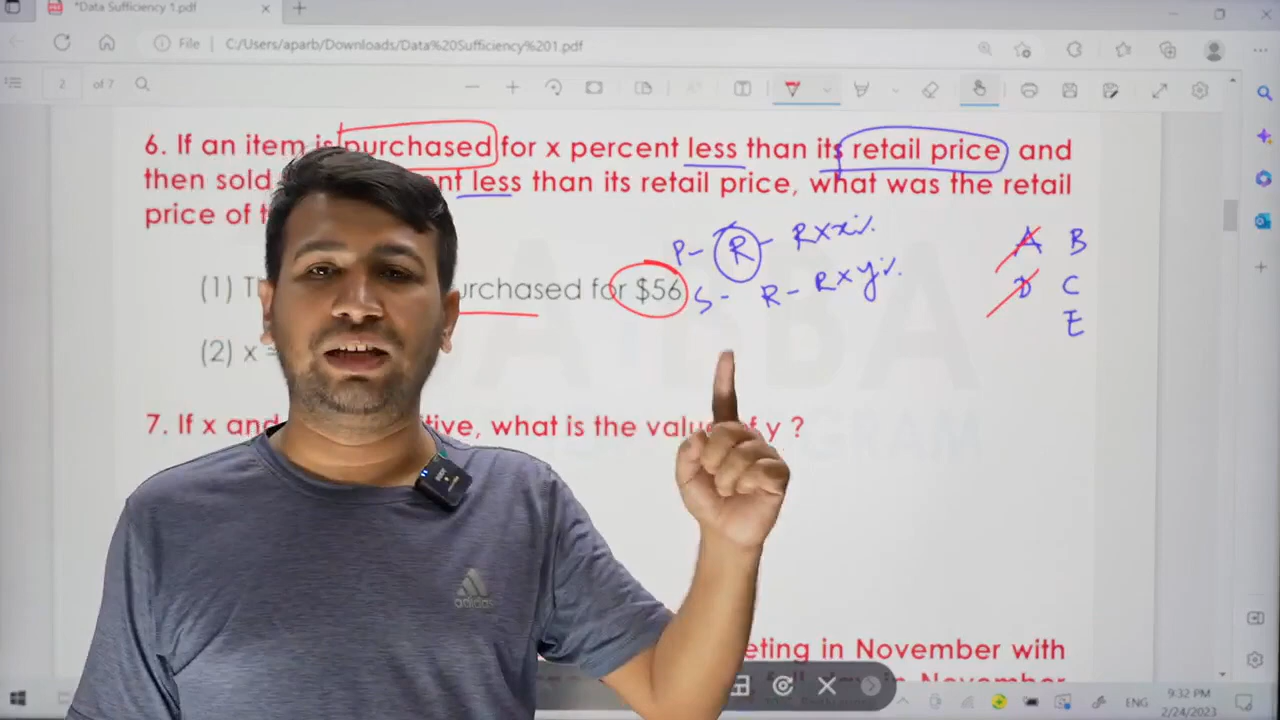 *Data Sufficiency 1.pdf
File C:/Users/aparb/Downloads/Data%20Sufficiency%201.pdf
2 of 7
6. If an item is purchased for x percent less than its retail price and
then sold less than its retail price, what was the retail
price of
P- R - R×x%
S - R - R×y%
A B
D C
E
(1) purchased for $56
(2) x =
7. If x and what is the value of y ?
eting in November with
adidas
ENG
9:32 PM
2/24/2023